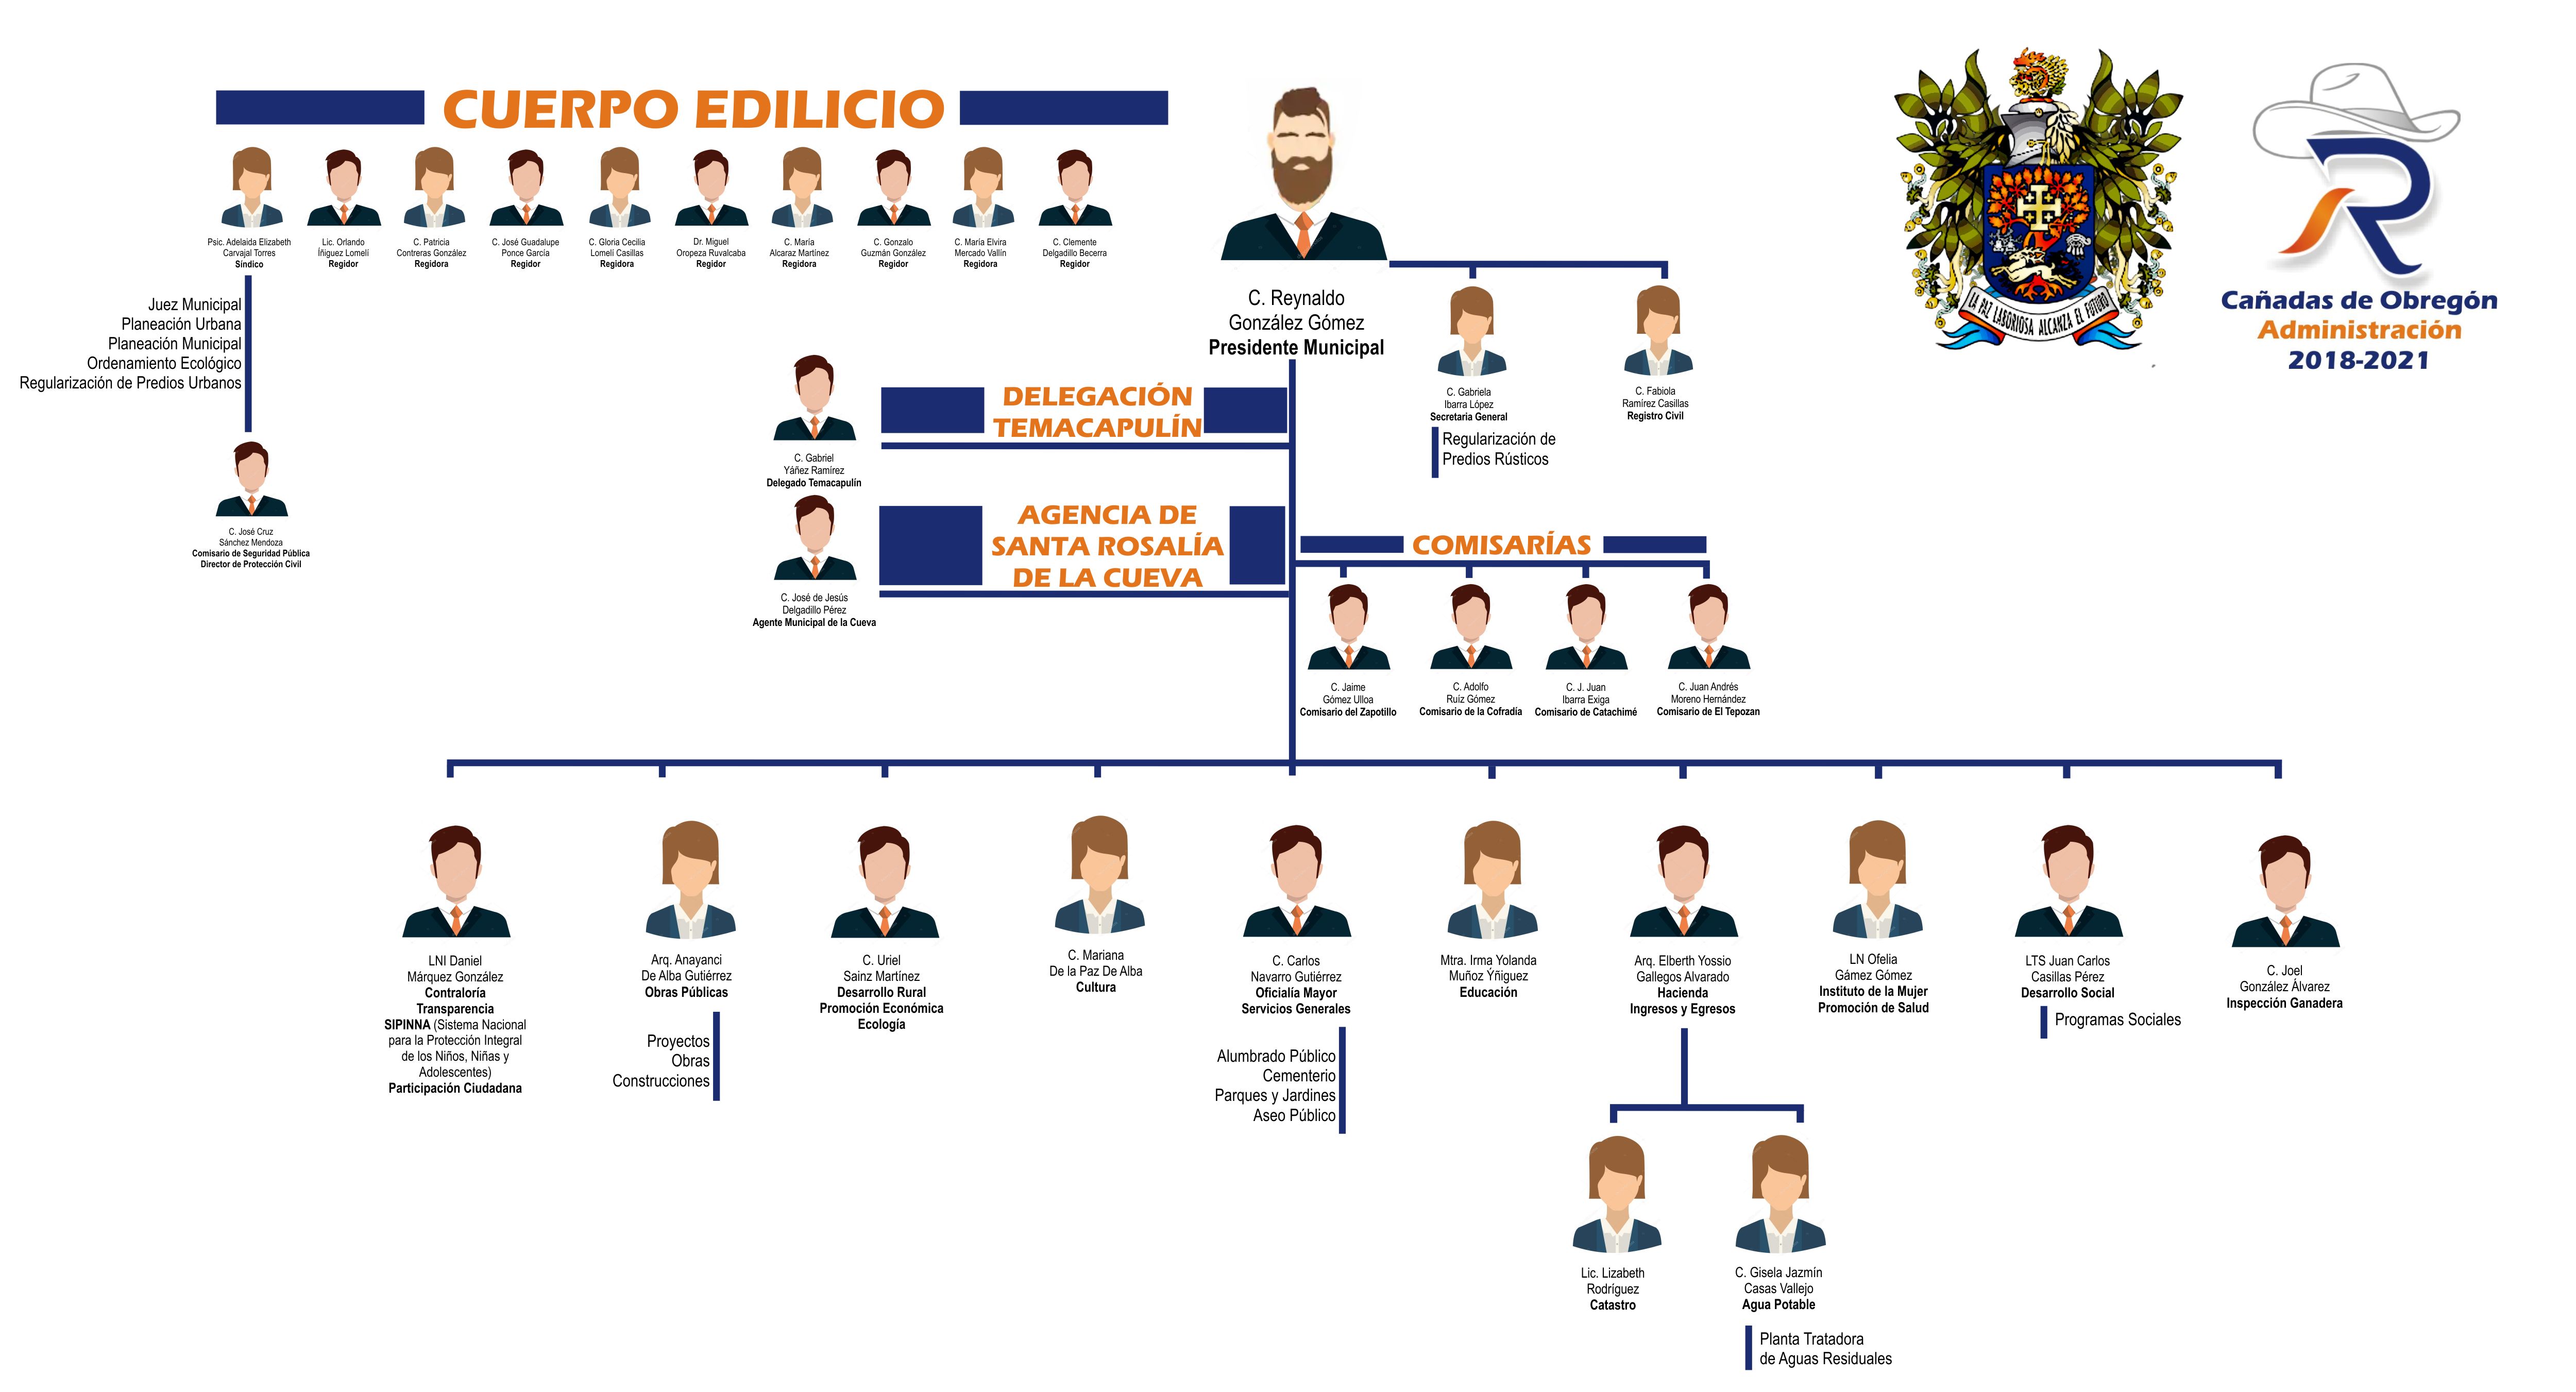 CUERPO EDILICIO
Psic. Adelaida Elizabeth
Carvajal Torres
Síndico
Lic. Orlando
Íñiguez Lomelí
Regidor
C. Patricia
Contreras González
Regidora
C. José Guadalupe
Ponce García
Regidor
C. Gloria Cecilia
Lomelí Casillas
Regidora
Dr. Miguel
Oropeza Ruvalcaba
Regidor
C. María
Alcaraz Martínez
Regidora
C. Gonzalo
Guzmán González
Regidor
C. María Elvira
Mercado Vallín
Regidora
C. Clemente
Delgadillo Becerra
Regidor
Juez Municipal
Planeación Urbana
Planeación Municipal
Ordenamiento Ecológico
Regularización de Predios Urbanos
C. José Cruz
Sánchez Mendoza
Comisario de Seguridad Pública
Director de Protección Civil
C. Reynaldo
González Gómez
Presidente Municipal
C. Gabriela
Ibarra López
Secretaria General
Regularización de
Predios Rústicos
C. Fabiola
Ramírez Casillas
Registro Civil
LA PAZ LABORIOSA ALCANZA EL FUTURO
R
Cañadas de Obregón
Administración
2018-2021
DELEGACIÓN
TEMACAPULÍN
C. Gabriel
Yáñez Ramírez
Delegado Temacapulín
AGENCIA DE
SANTA ROSALÍA
DE LA CUEVA
C. José de Jesús
Delgadillo Pérez
Agente Municipal de la Cueva
COMISARÍAS
C. Jaime
Gómez Ulloa
Comisario del Zapotillo
C. Adolfo
Ruíz Gómez
Comisario de la Cofradía
C. J. Juan
Ibarra Exiga
Comisario de Catachimé
C. Juan Andrés
Moreno Hernández
Comisario de El Tepozan
LNI Daniel
Márquez González
Contraloría
Transparencia
SIPINNA (Sistema Nacional
para la Protección Integral
de los Niños, Niñas y
Adolescentes)
Participación Ciudadana
Arq. Anayanci
De Alba Gutiérrez
Obras Públicas
Proyectos
Obras
Construcciones
C. Uriel
Sainz Martínez
Desarrollo Rural
Promoción Económica
Ecología
C. Mariana
De la Paz De Alba
Cultura
C. Carlos
Navarro Gutiérrez
Oficialía Mayor
Servicios Generales
Alumbrado Público
Cementerio
Parques y Jardines
Aseo Público
Mtra. Irma Yolanda
Muñoz Ýñiguez
Educación
Arq. Elberth Yossio
Gallegos Alvarado
Hacienda
Ingresos y Egresos
Lic. Lizabeth
Rodríguez
Catastro
C. Gisela Jazmín
Casas Vallejo
Agua Potable
Planta Tratadora
de Aguas Residuales
LN Ofelia
Gámez Gómez
Instituto de la Mujer
Promoción de Salud
LTS Juan Carlos
Casillas Pérez
Desarrollo Social
Programas Sociales
C. Joel
González Álvarez
Inspección Ganadera